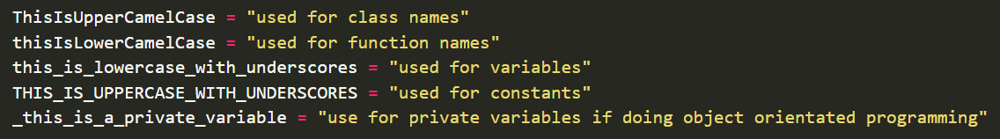 ThisIsUpperCamelCase = "used for class names"
thisIsLowerCamelCase = "used for function names"
this_is_lowercase_with_underscores = "used for variables"
THIS_IS_UPPERCASE_WITH_UNDERSCORES = "used for constants"
_this_is_a_private_variable = "use for private variables if doing object orientated programming"